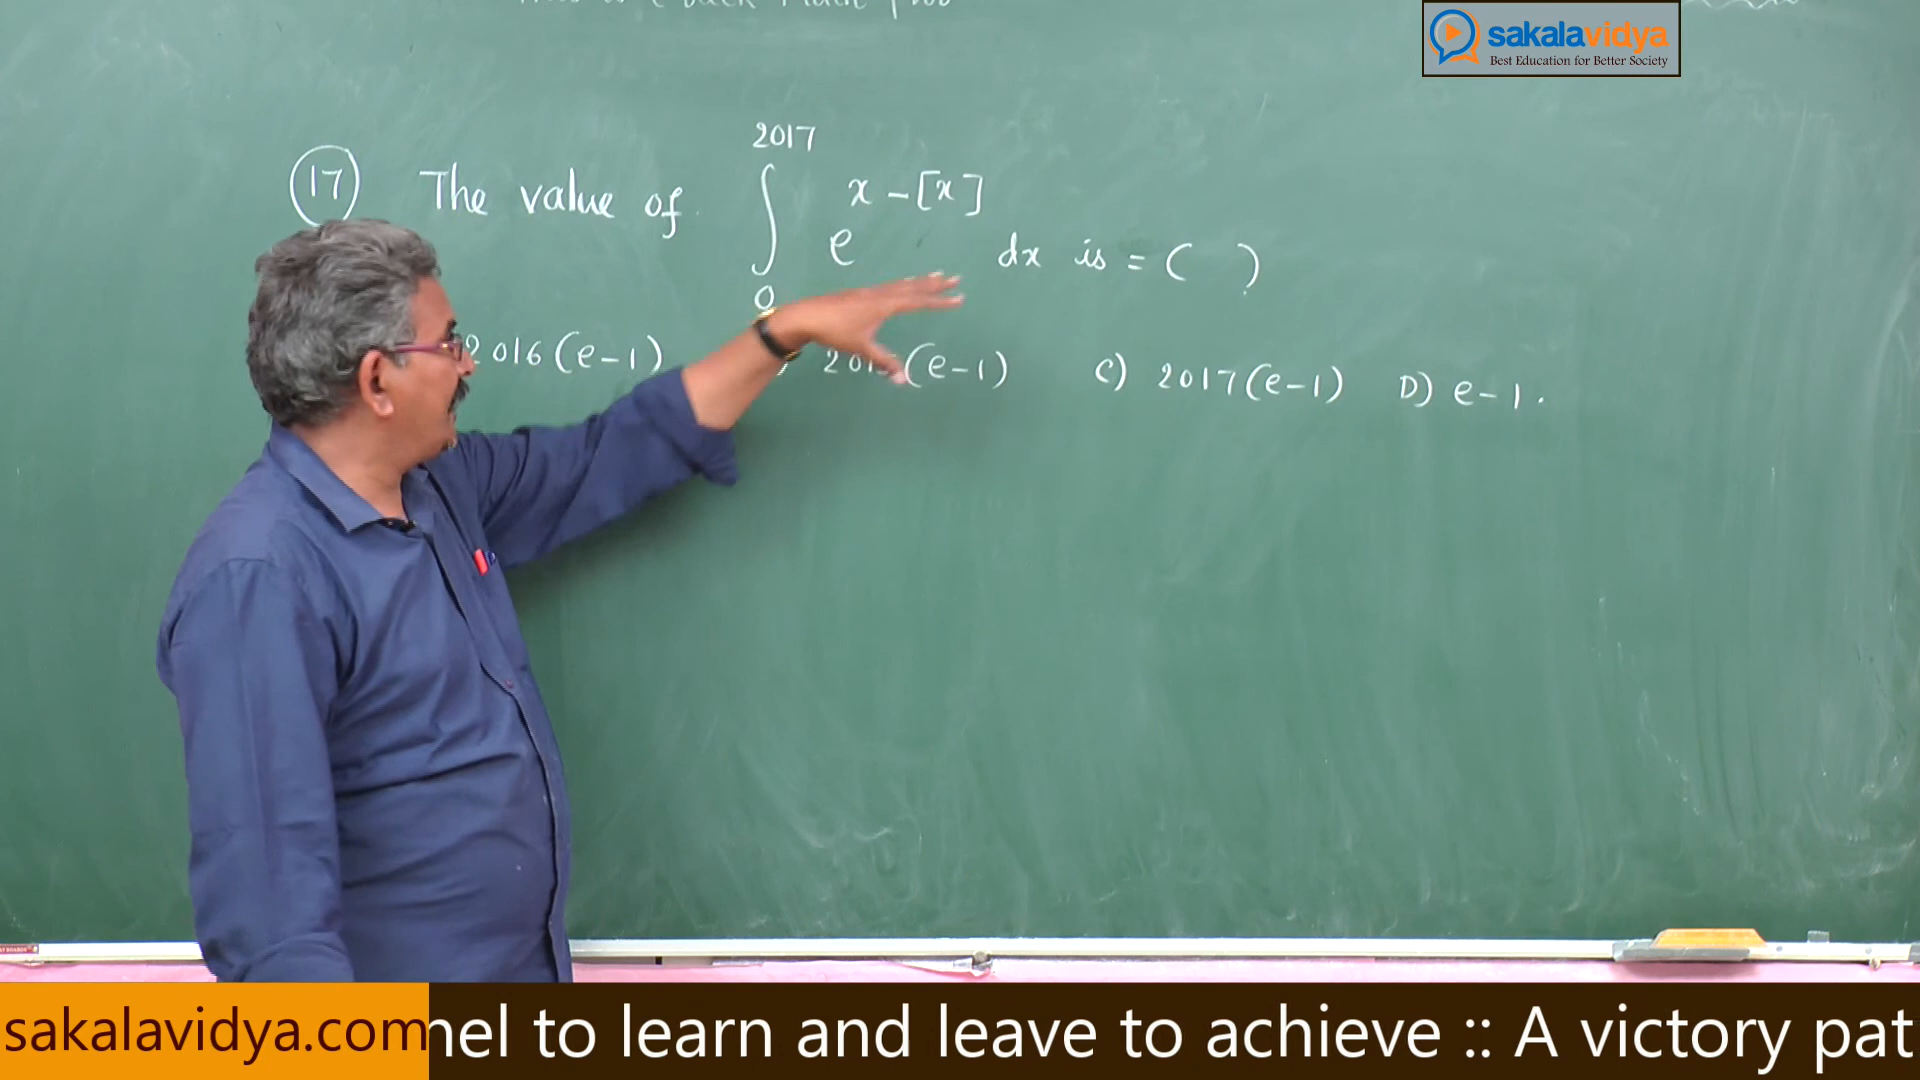 sakalavidya
Best Education for Better Society
2017
17 The value of ∫ e^{x-[x]} dx is = ( )
0
2016(e-1) (e-1) C) 2017(e-1) D) e-1.
sakalavidya.com nel to learn and leave to achieve :: A victory pat